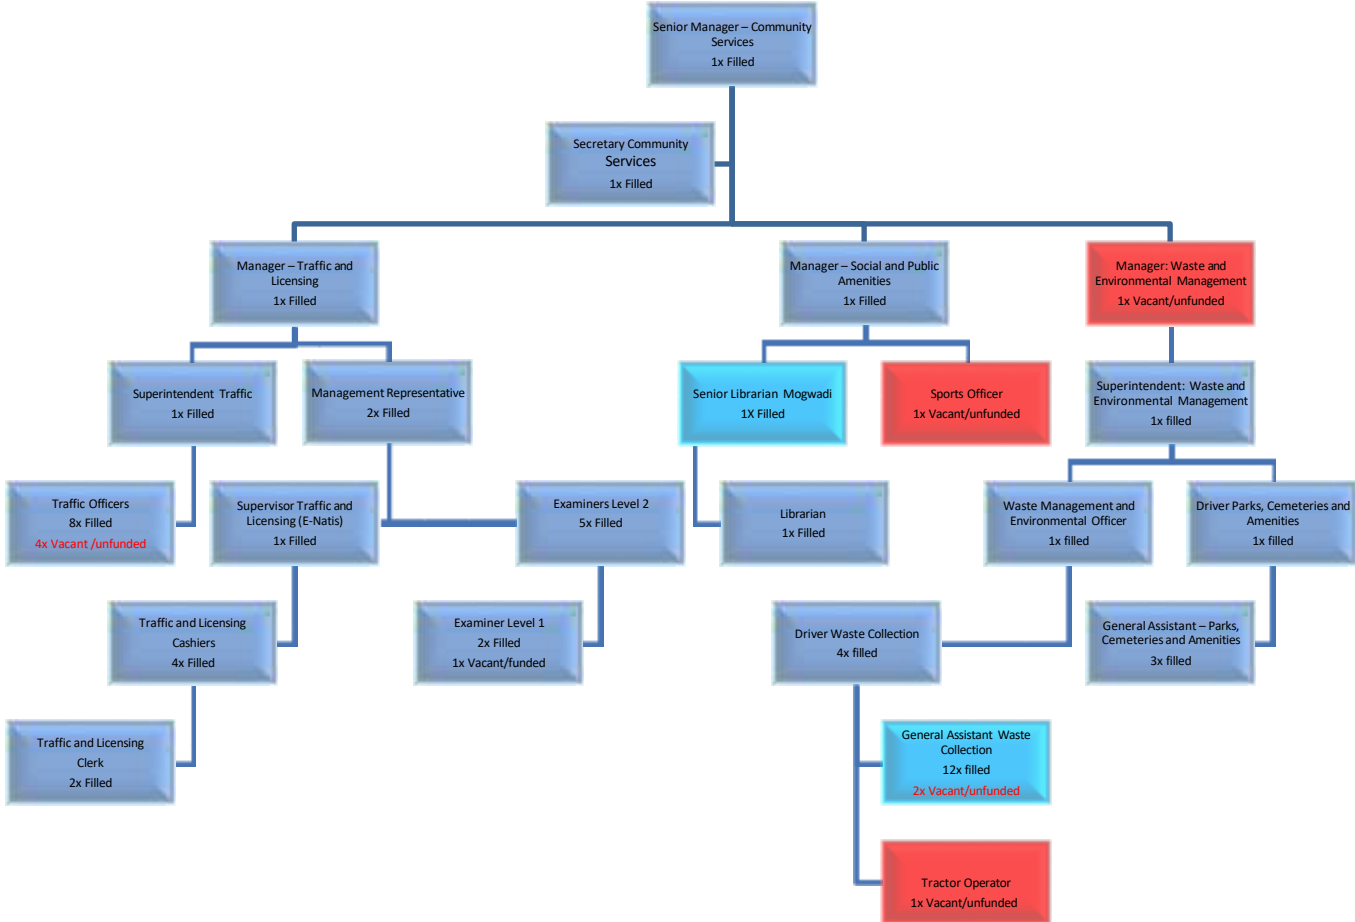 Senior Manager – Community
Services
1x Filled
Secretary Community
Services
1x Filled
Manager – Traffic and
Licensing
1x Filled
Manager – Social and Public
Amenities
1x Filled
Manager: Waste and
Environmental Management
1x Vacant/unfunded
Superintendent Traffic
1x Filled
Management Representative
2x Filled
Senior Librarian Mogwadi
1X Filled
Sports Officer
1x Vacant/unfunded
Superintendent: Waste and
Environmental Management
1x filled
Traffic Officers
8x Filled
4x Vacant /unfunded
Supervisor Traffic and
Licensing (E-Natis)
1x Filled
Examiners Level 2
5x Filled
Librarian
1x Filled
Waste Management and
Environmental Officer
1x filled
Driver Parks, Cemeteries and
Amenities
1x filled
Traffic and Licensing
Cashiers
4x Filled
Examiner Level 1
2x Filled
1x Vacant/funded
Driver Waste Collection
4x filled
General Assistant – Parks,
Cemeteries and Amenities
3x filled
Traffic and Licensing
Clerk
2x Filled
General Assistant Waste
Collection
12x filled
2x Vacant/unfunded
Tractor Operator
1x Vacant/unfunded